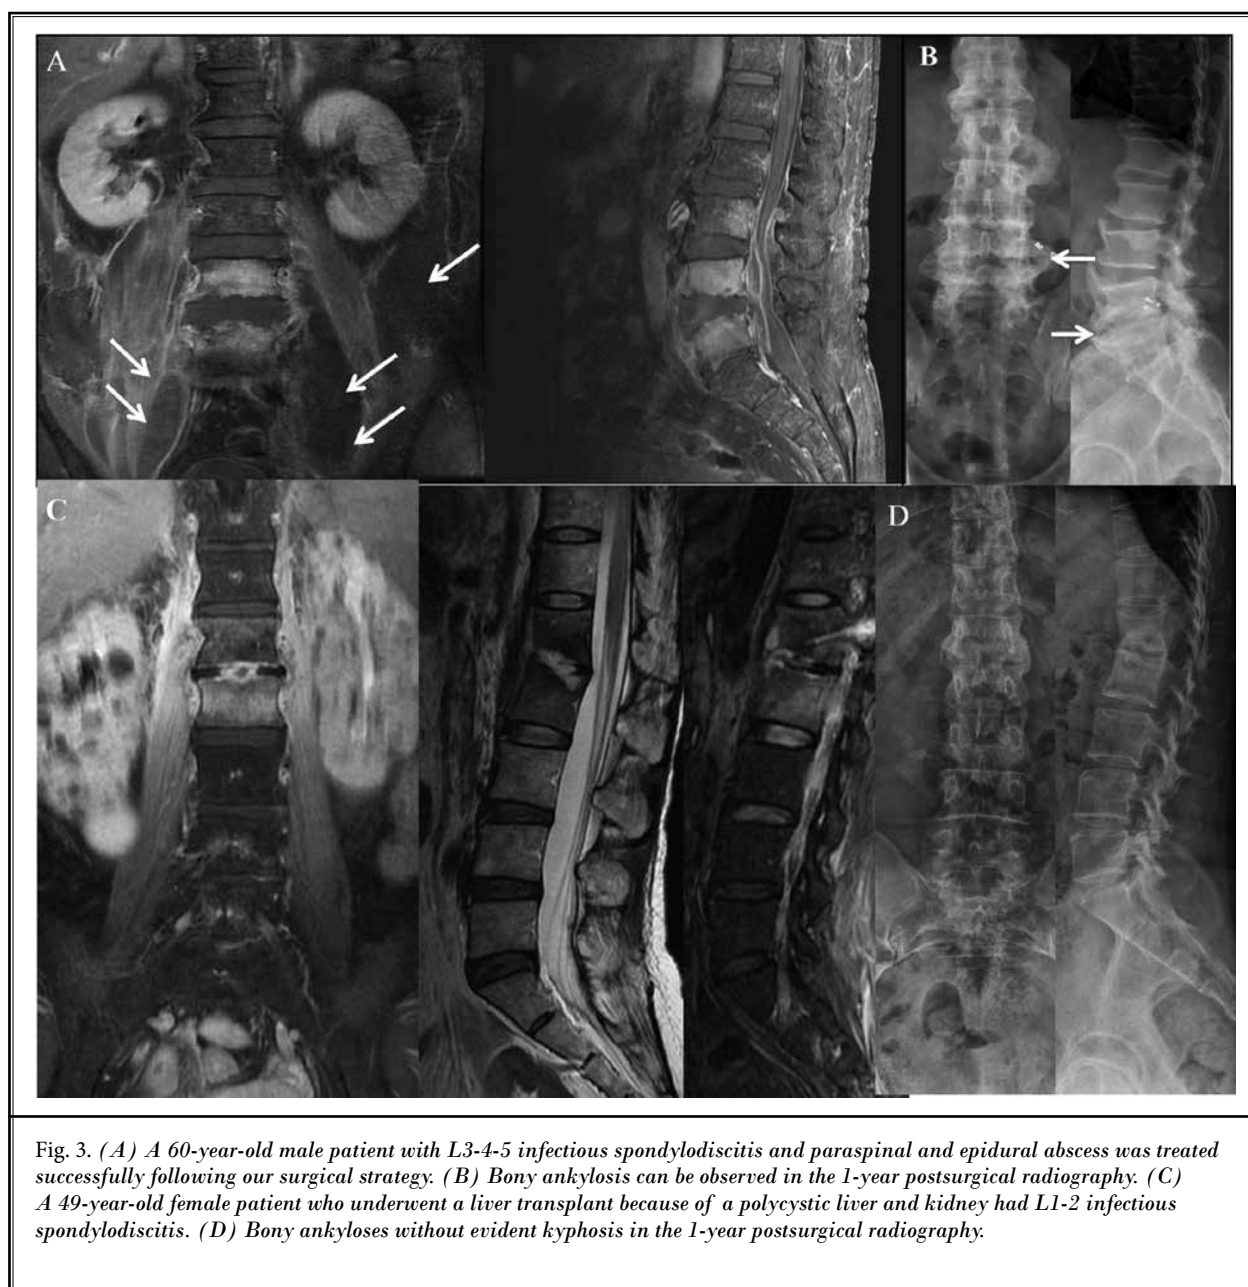 A
B
C
D
Fig. 3. (A) A 60-year-old male patient with L3-4-5 infectious spondylodiscitis and paraspinal and epidural abscess was treated
successfully following our surgical strategy. (B) Bony ankylosis can be observed in the 1-year postsurgical radiography. (C)
A 49-year-old female patient who underwent a liver transplant because of a polycystic liver and kidney had L1-2 infectious
spondylodiscitis. (D) Bony ankyloses without evident kyphosis in the 1-year postsurgical radiography.